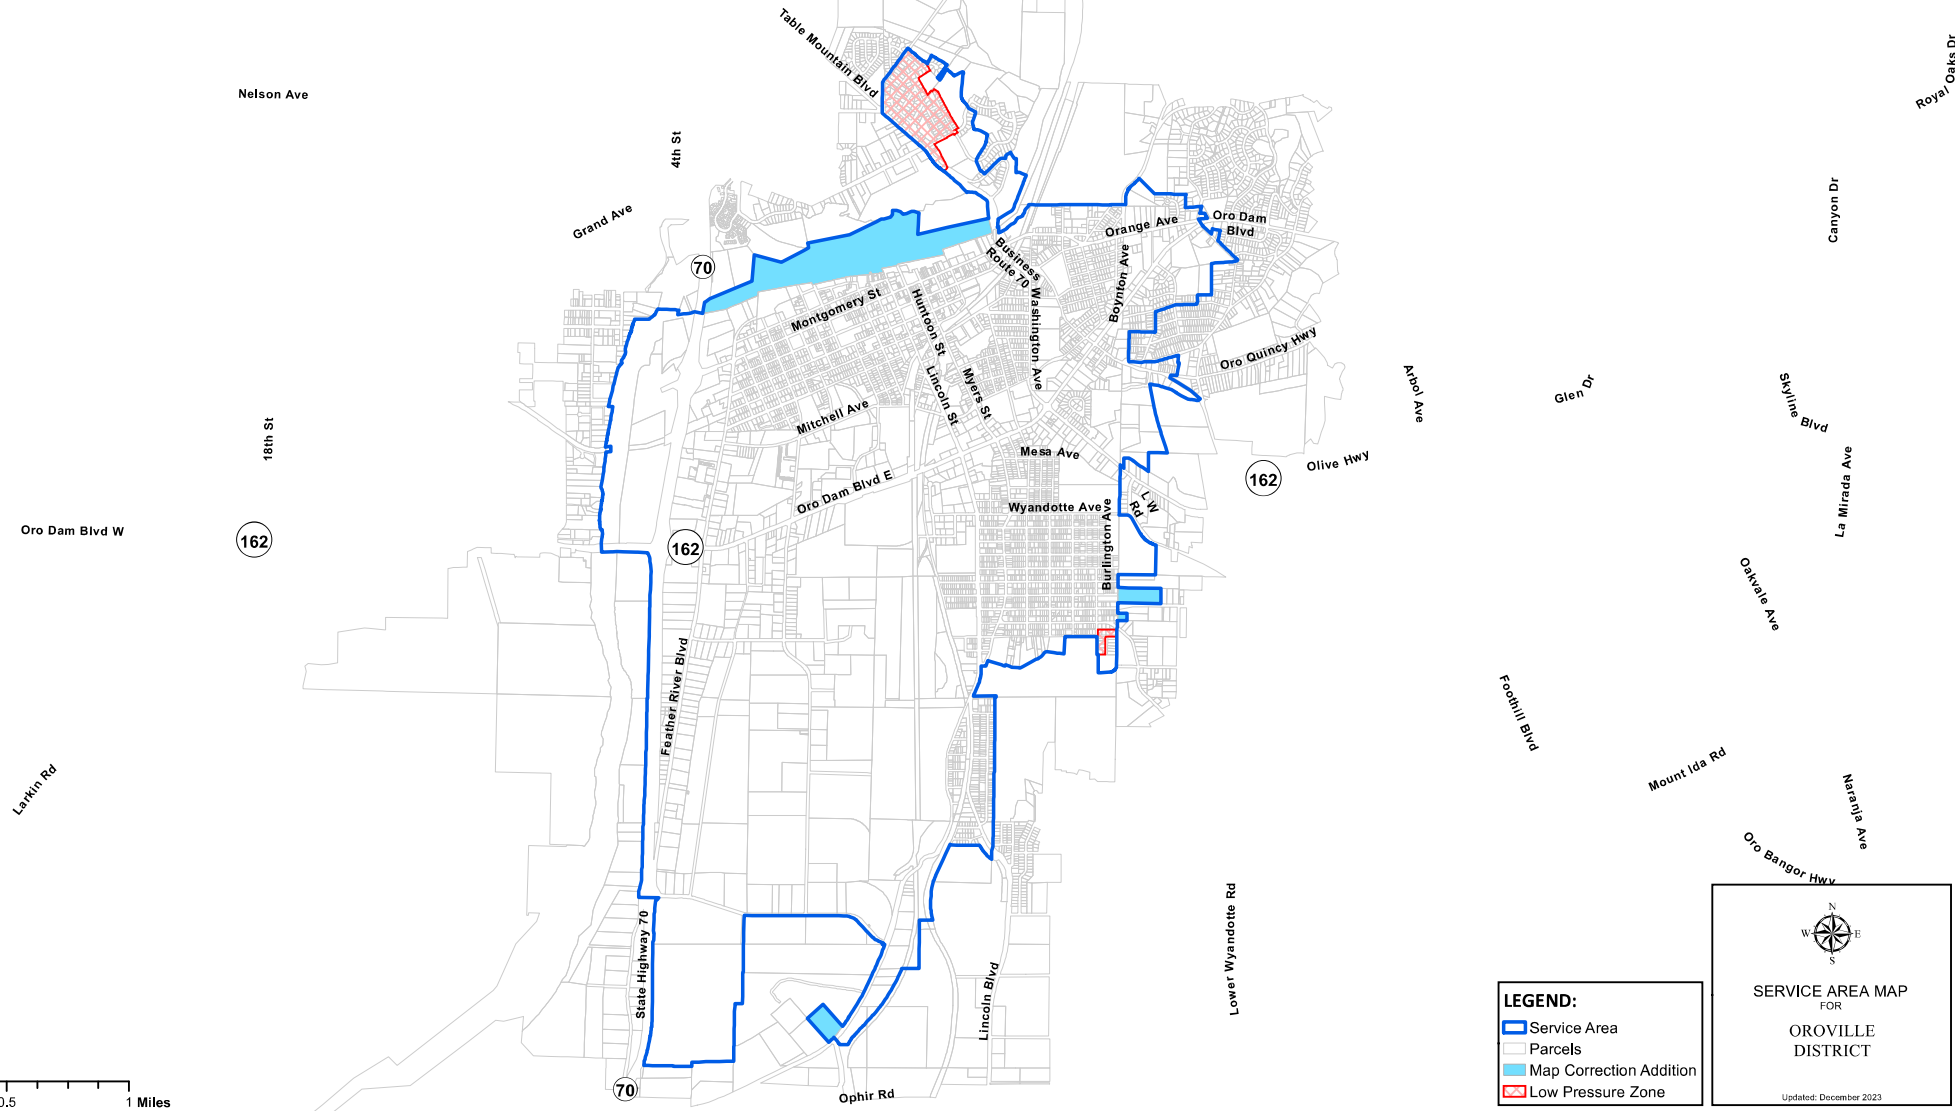 Table Mountain Blvd
Royal Oaks Dr
Nelson Ave
4th St
Grand Ave
Canyon Dr
Oro Dam
Blvd
Orange Ave
Business
Route 70
Boynton Ave
70
Montgomery St
Huntoon St
Washington Ave
Oro Quincy Hwy
Lincoln St
Myers St
Mitchell Ave
Arbol Ave
Glen Dr
Skyline Blvd
18th St
Mesa Ave
Olive Hwy
162
La Mirada Ave
Oro Dam Blvd E
L W
Rd
Wyandotte Ave
Burlington Ave
Oro Dam Blvd W
162
162
Oakvale Ave
Feather River Blvd
Foothill Blvd
Mount Ida Rd
Larkin Rd
Naranja Ave
Oro Bangor Hwy
State Highway 70
Lincoln Blvd
Lower Wyandotte Rd
70
Ophir Rd
0.5
1 Miles
LEGEND:
Service Area
Parcels
Map Correction Addition
Low Pressure Zone
N
W
E
S
SERVICE AREA MAP
FOR
OROVILLE
DISTRICT
Updated: December 2023